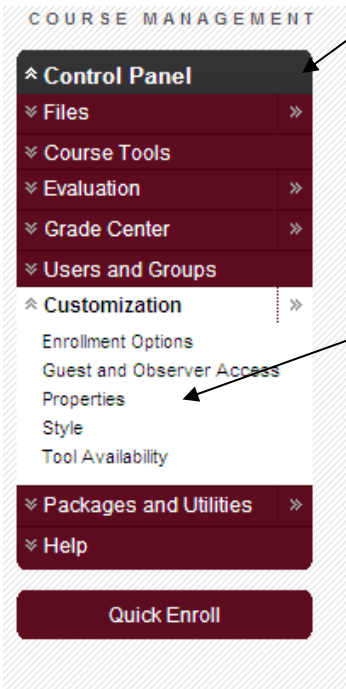 COURSE MANAGEMENT
Control Panel
Files
Course Tools
Evaluation
Grade Center
Users and Groups
Customization
Enrollment Options
Guest and Observer Access
Properties
Style
Tool Availability
Packages and Utilities
Help
Quick Enroll